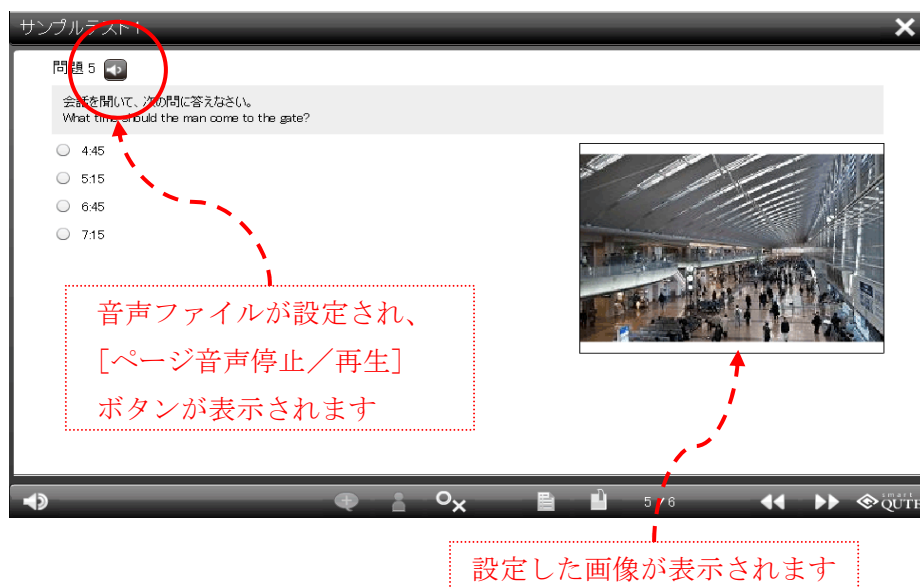 サンプルテスト1
問題 5
会話を聞いて、次の問に答えなさい。
What time should the man come to the gate?
4:45
5:15
6:45
7:15
音声ファイルが設定され、
[ページ音声停止／再生]
ボタンが表示されます
5 / 6
smart
QUTE
設定した画像が表示されます